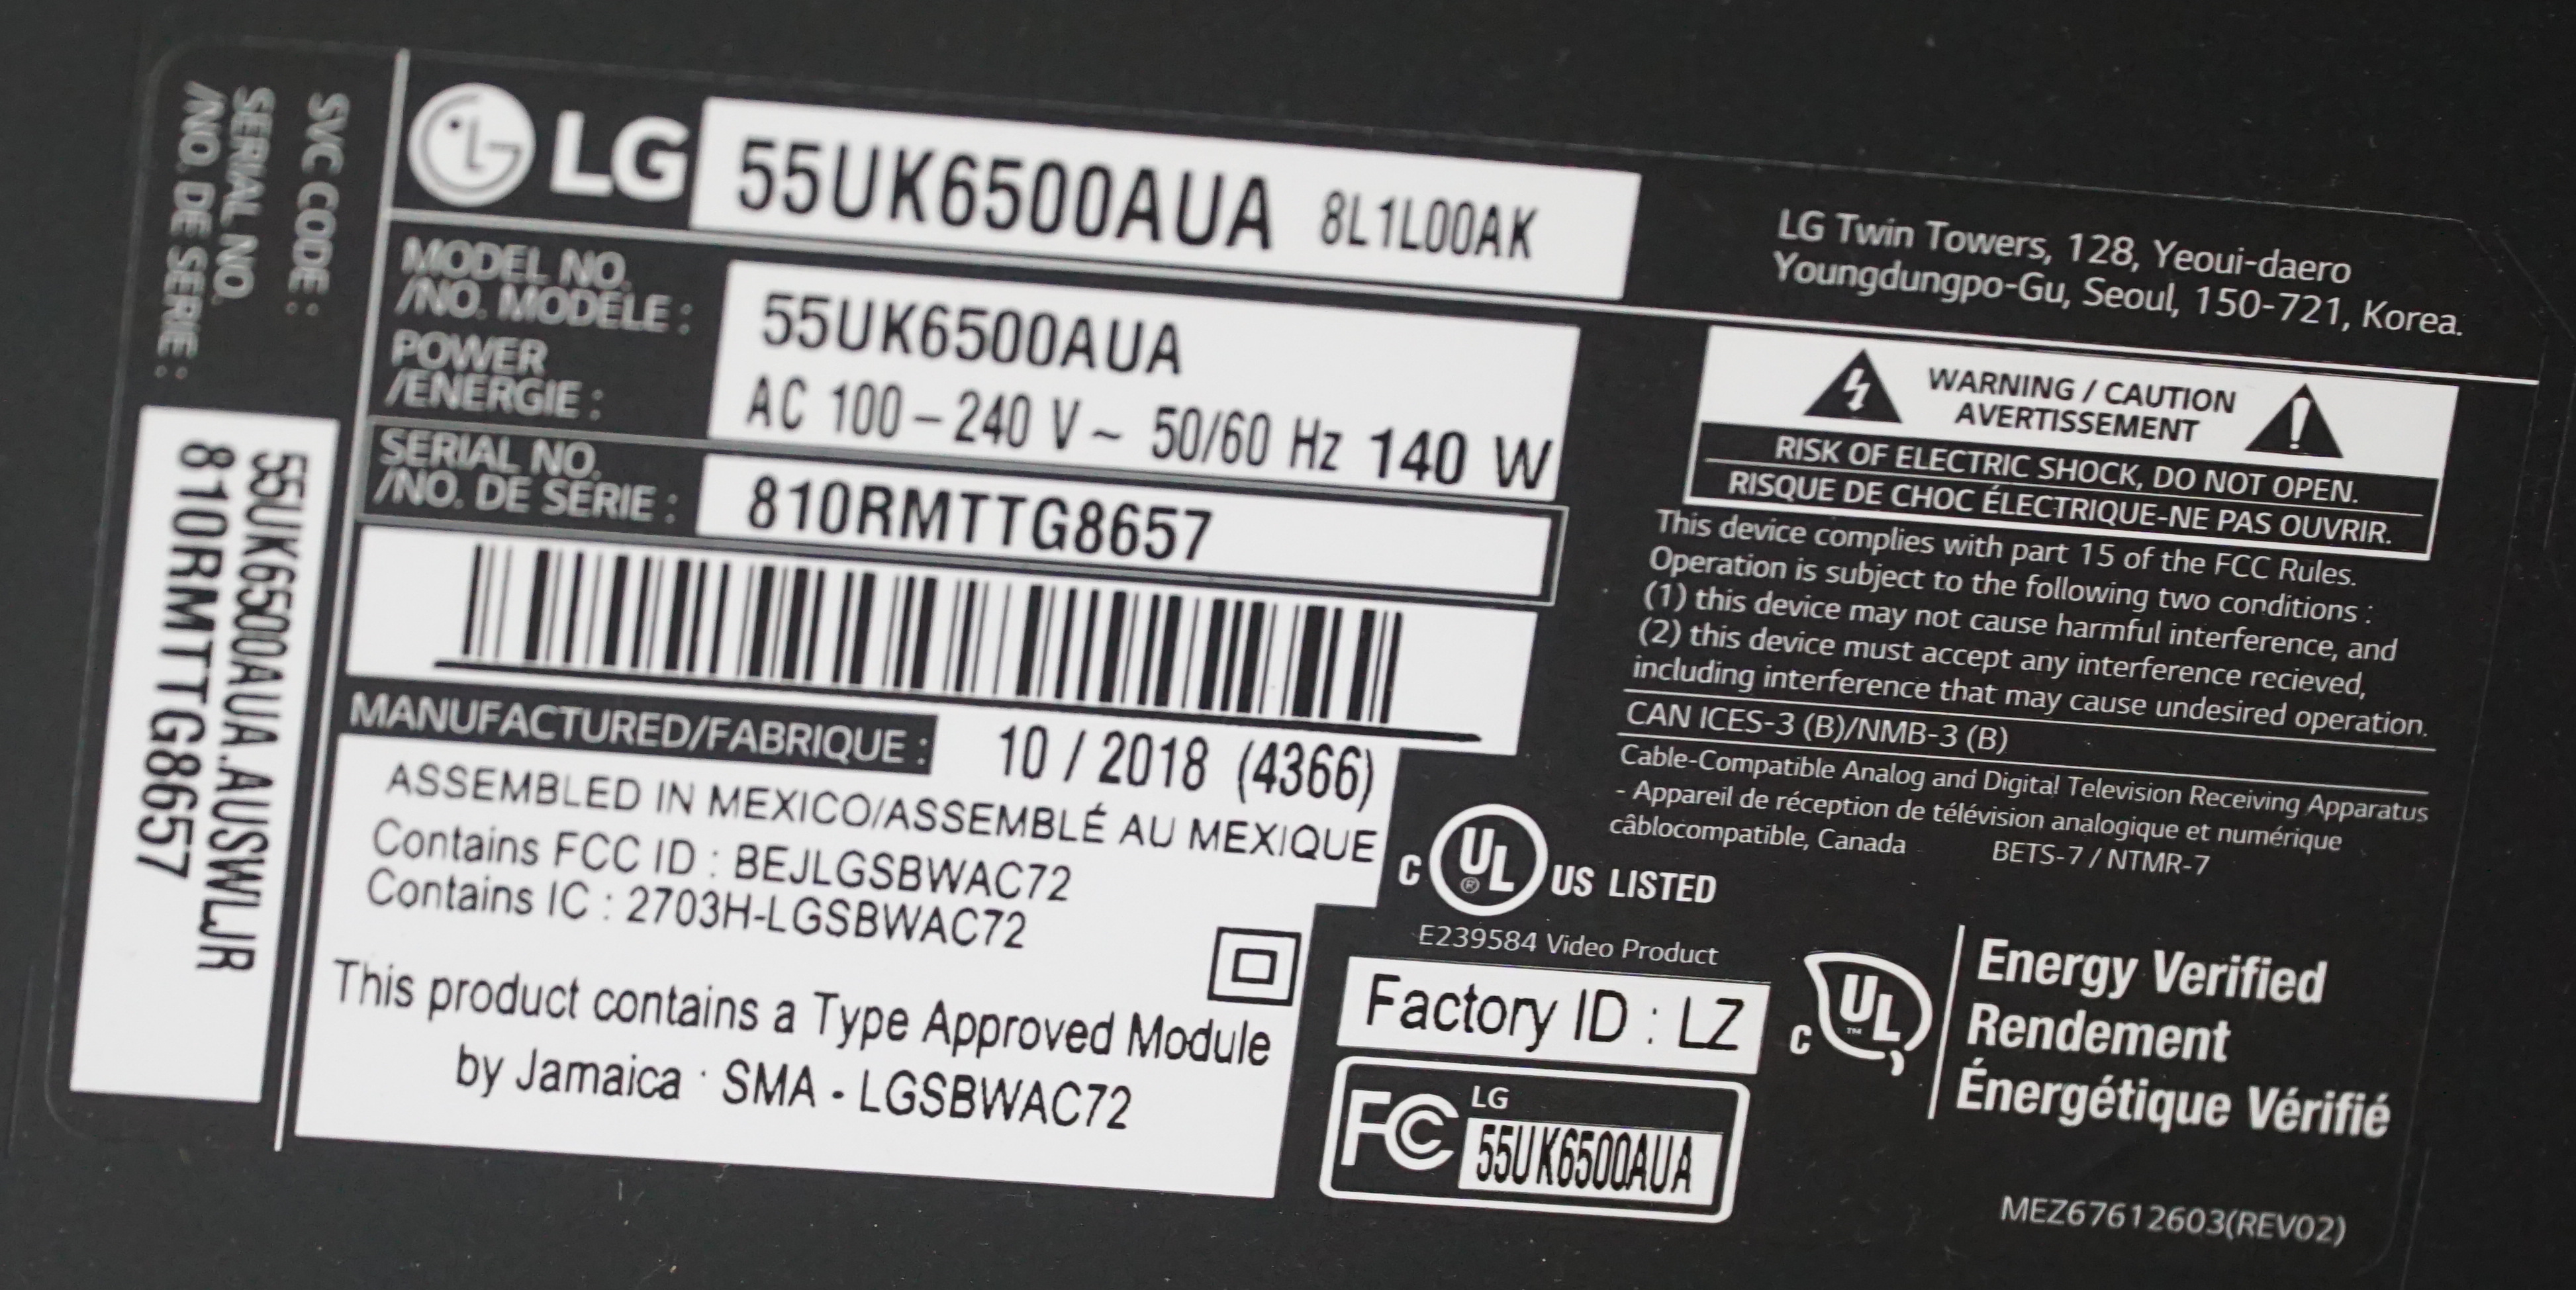 SVC CODE :
SERIAL NO.
/NO. DE SÉRIE :
55UK6500AUA.AUSWLJR
810RMTTG8657
LG 55UK6500AUA 8L1L00AK
MODEL NO.
/NO. MODÈLE : 55UK6500AUA
POWER
/ÉNERGIE : AC 100 – 240 V ~ 50/60 Hz 140 W
SERIAL NO.
/NO. DE SÉRIE : 810RMTTG8657
MANUFACTURED/FABRIQUÉ : 10 / 2018 (4366)
ASSEMBLED IN MEXICO/ASSEMBLÉ AU MEXIQUE
Contains FCC ID : BEJLGSBWAC72
Contains IC : 2703H-LGSBWAC72
This product contains a Type Approved Module
by Jamaica : SMA - LGSBWAC72
LG Twin Towers, 128, Yeoui-daero
Youngdungpo-Gu, Seoul, 150-721, Korea.
WARNING / CAUTION
AVERTISSEMENT
RISK OF ELECTRIC SHOCK, DO NOT OPEN.
RISQUE DE CHOC ÉLECTRIQUE-NE PAS OUVRIR.
This device complies with part 15 of the FCC Rules.
Operation is subject to the following two conditions :
(1) this device may not cause harmful interference, and
(2) this device must accept any interference recieved,
including interference that may cause undesired operation.
CAN ICES-3 (B)/NMB-3 (B)
Cable-Compatible Analog and Digital Television Receiving Apparatus
- Appareil de réception de télévision analogique et numérique
câblocompatible, Canada BETS-7 / NTMR-7
C UL ® US LISTED
E239584 Video Product
Factory ID : LZ
FC LG
55UK6500AUA
C UL ™
Energy Verified
Rendement
Énergétique Vérifié
MEZ67612603(REV02)